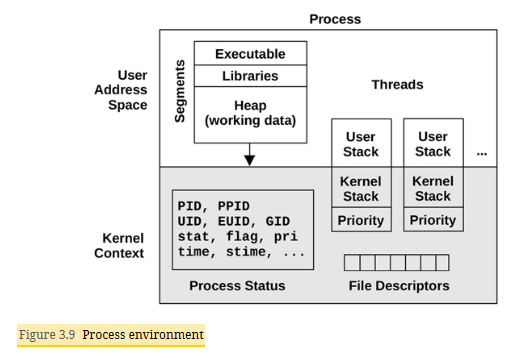 Process
User
Address
Space
Segments
Executable
Libraries
Heap
(working data)
Threads
User
Stack
User
Stack
...
Kernel
Stack
Kernel
Stack
Priority
Priority
Kernel
Context
PID, PPID
UID, EUID, GID
stat, flag, pri
time, stime, ...
Process Status
File Descriptors
Figure 3.9 Process environment